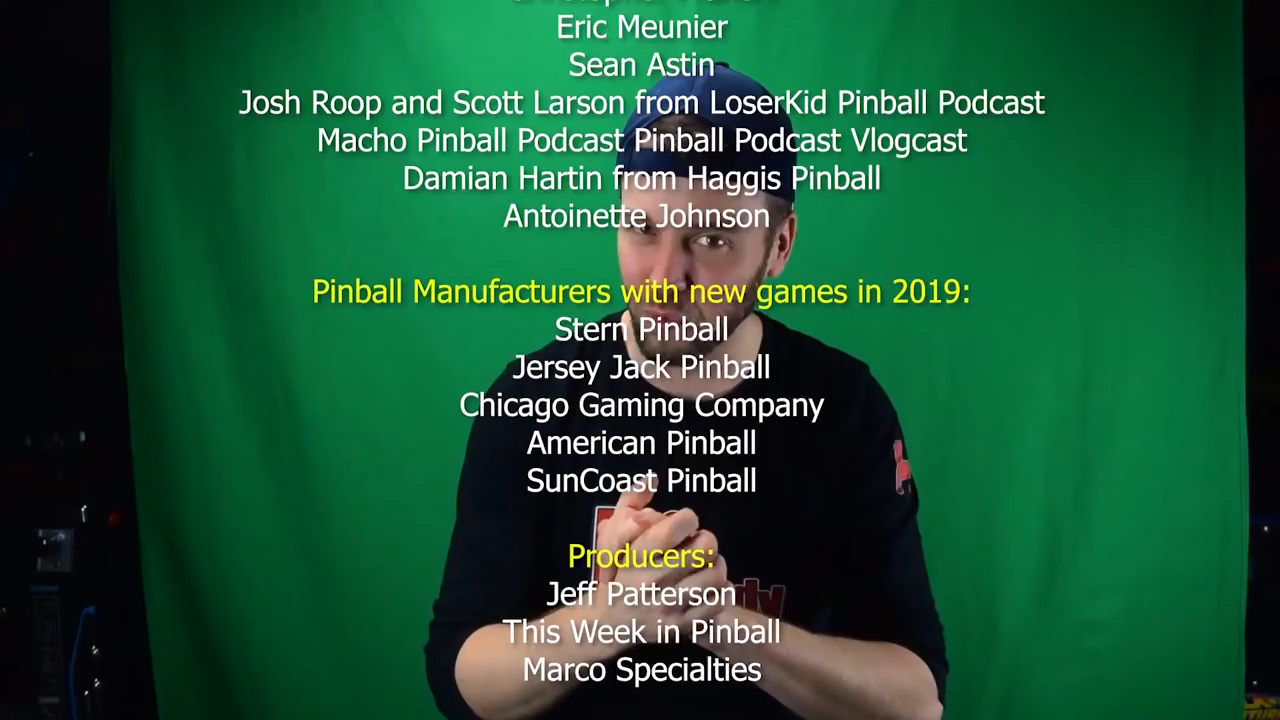 Eric Meunier
Sean Astin
Josh Roop and Scott Larson from LoserKid Pinball Podcast
Macho Pinball Podcast Pinball Podcast Vlogcast
Damian Hartin from Haggis Pinball
Antoinette Johnson
Pinball Manufacturers with new games in 2019:
Stern Pinball
Jersey Jack Pinball
Chicago Gaming Company
American Pinball
SunCoast Pinball
Producers:
Jeff Patterson
This Week in Pinball
Marco Specialties